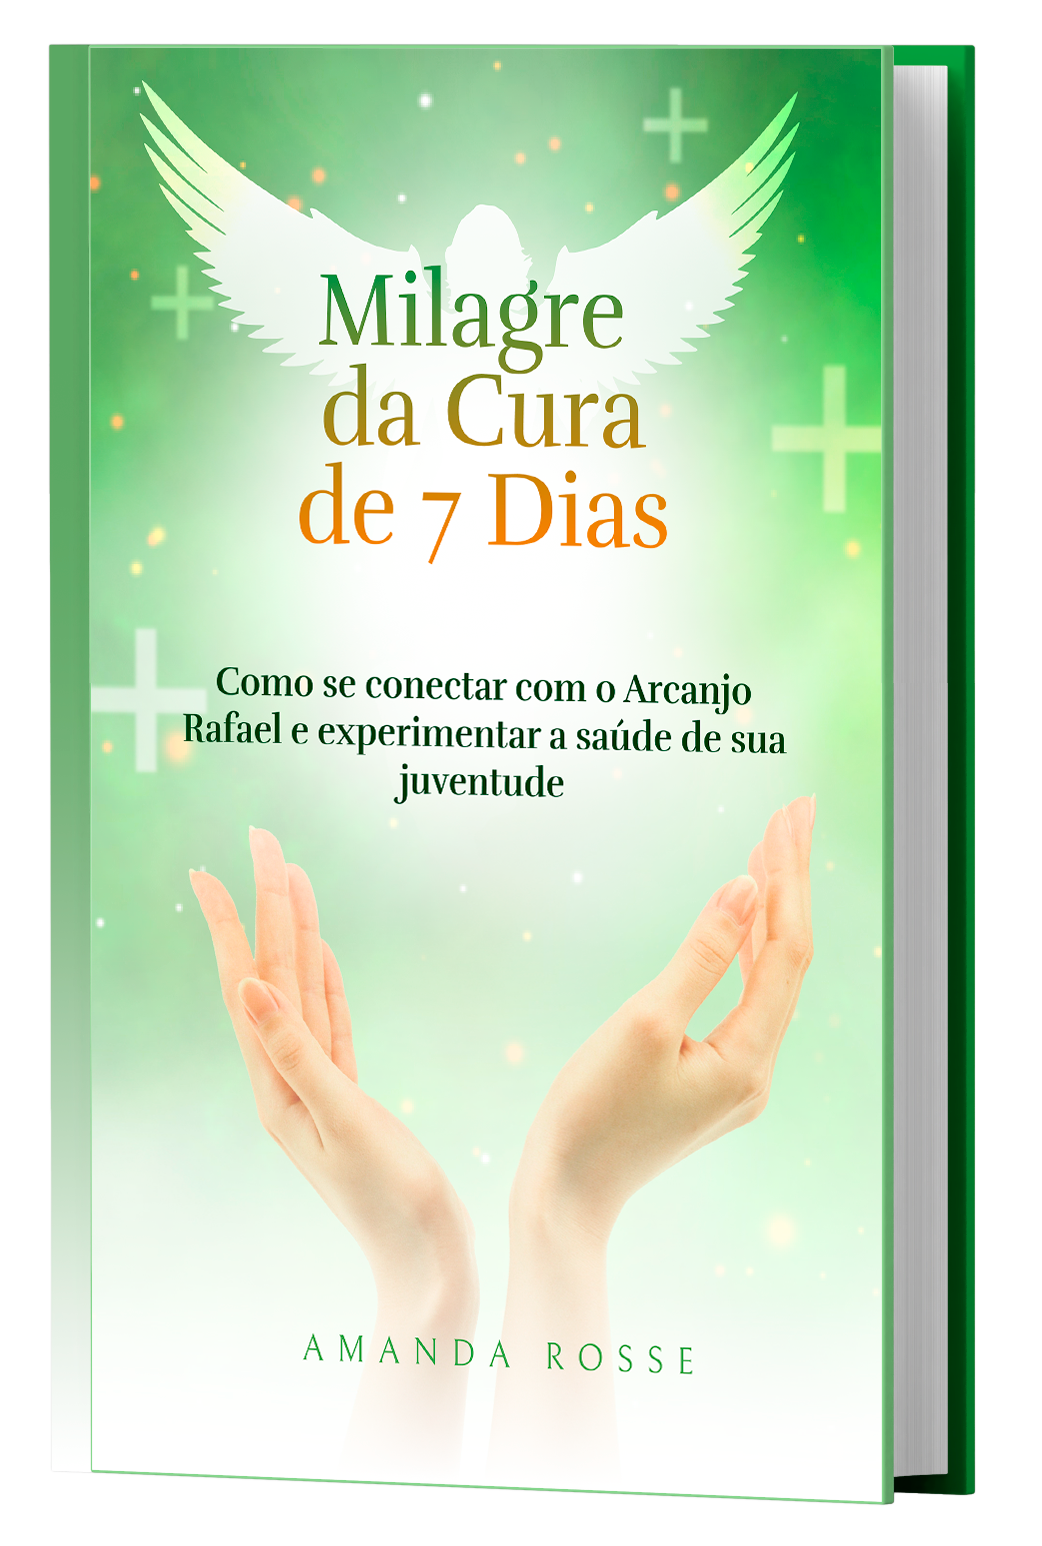 Milagre
da Cura
de 7 Dias
Como se conectar com o Arcanjo
Rafael e experimentar a saúde de sua
juventude
AMANDA ROSSE